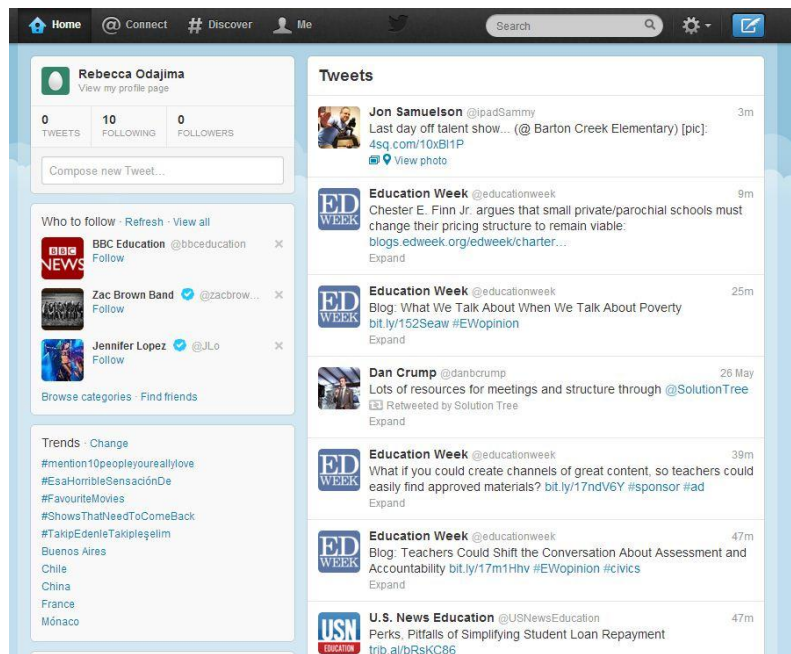 Home @ Connect # Discover Me Search
Rebecca Odajima
View my profile page
0 10 0
TWEETS FOLLOWING FOLLOWERS
Compose new Tweet...
Who to follow · Refresh · View all
BBC NEWS
BBC Education @bbceducation ×
Follow
Zac Brown Band @zacbrow... ×
Follow
Jennifer Lopez @JLo ×
Follow
Browse categories · Find friends
Trends · Change
#mention10peopleyoureallylove
#EsaHorribleSensaciónDe
#FavouriteMovies
#ShowsThatNeedToComeBack
#TakipEdenleTakipleşelim
Buenos Aires
Chile
China
France
Mónaco
Tweets
Jon Samuelson @ipadSammy 3m
Last day off talent show... (@ Barton Creek Elementary) [pic]:
4sq.com/10xBl1P
View photo
ED WEEK
Education Week @educationweek 9m
Chester E. Finn Jr. argues that small private/parochial schools must
change their pricing structure to remain viable:
blogs.edweek.org/edweek/charter...
Expand
ED WEEK
Education Week @educationweek 25m
Blog: What We Talk About When We Talk About Poverty
bit.ly/152Seaw #EWopinion
Expand
Dan Crump @danbcrump 26 May
Lots of resources for meetings and structure through @SolutionTree
Retweeted by Solution Tree
Expand
ED WEEK
Education Week @educationweek 39m
What if you could create channels of great content, so teachers could
easily find approved materials? bit.ly/17ndV6Y #sponsor #ad
Expand
ED WEEK
Education Week @educationweek 47m
Blog: Teachers Could Shift the Conversation About Assessment and
Accountability bit.ly/17m1Hhv #EWopinion #civics
Expand
USN EDUCATION
U.S. News Education @USNewsEducation 47m
Perks, Pitfalls of Simplifying Student Loan Repayment
trib.al/bRsKC86